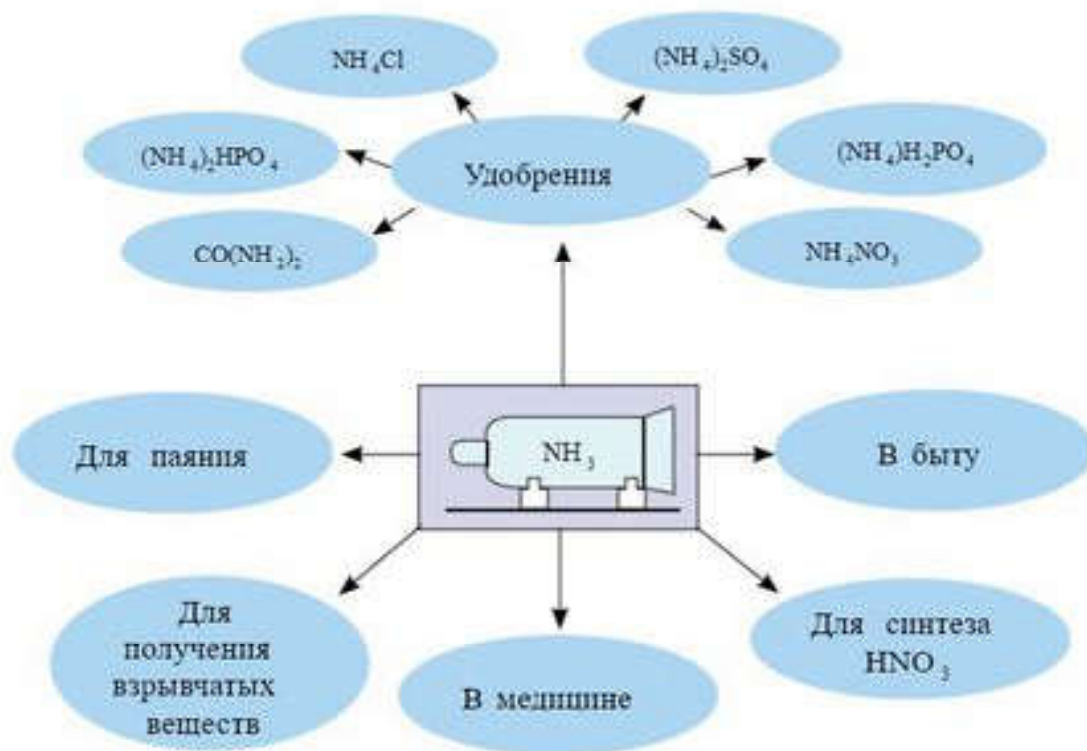 NH₄Cl
(NH₄)₂SO₄
(NH₄)₂HPO₄
Удобрения
(NH₄)H₂PO₄
CO(NH₂)₂
NH₄NO₃
Для паяния
NH₃
В быту
Для
получения
взрывчатых
веществ
В медицине
Для синтеза
HNO₃